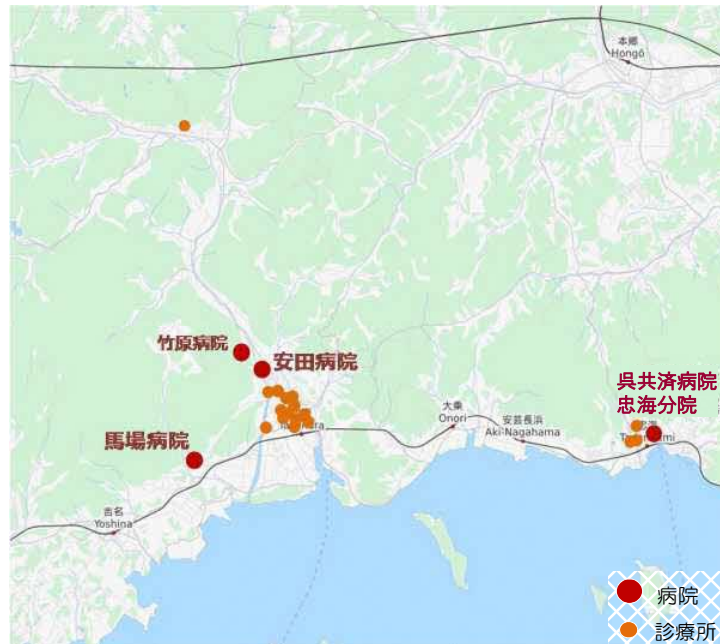 本郷
Hongō
竹原病院
安田病院
呉共済病院
忠海分院
大乗
Onori
安芸長浜
Aki-Nagahama
馬場病院
吉名
Yoshina
病院
診療所